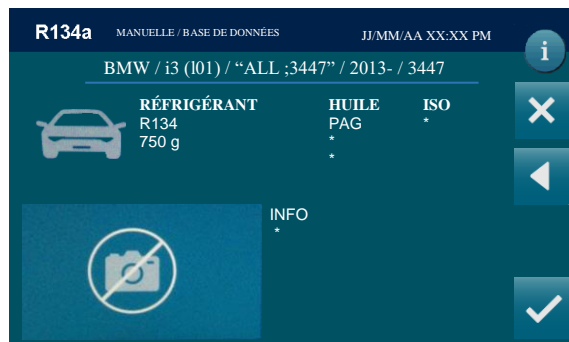 R134a MANUELLE / BASE DE DONNÉES JJ/MM/AA XX:XX PM
i
BMW / i3 (l01) / “ALL ;3447” / 2013- / 3447
RÉFRIGÉRANT HUILE ISO
R134 PAG *
750 g *
*
INFO
*